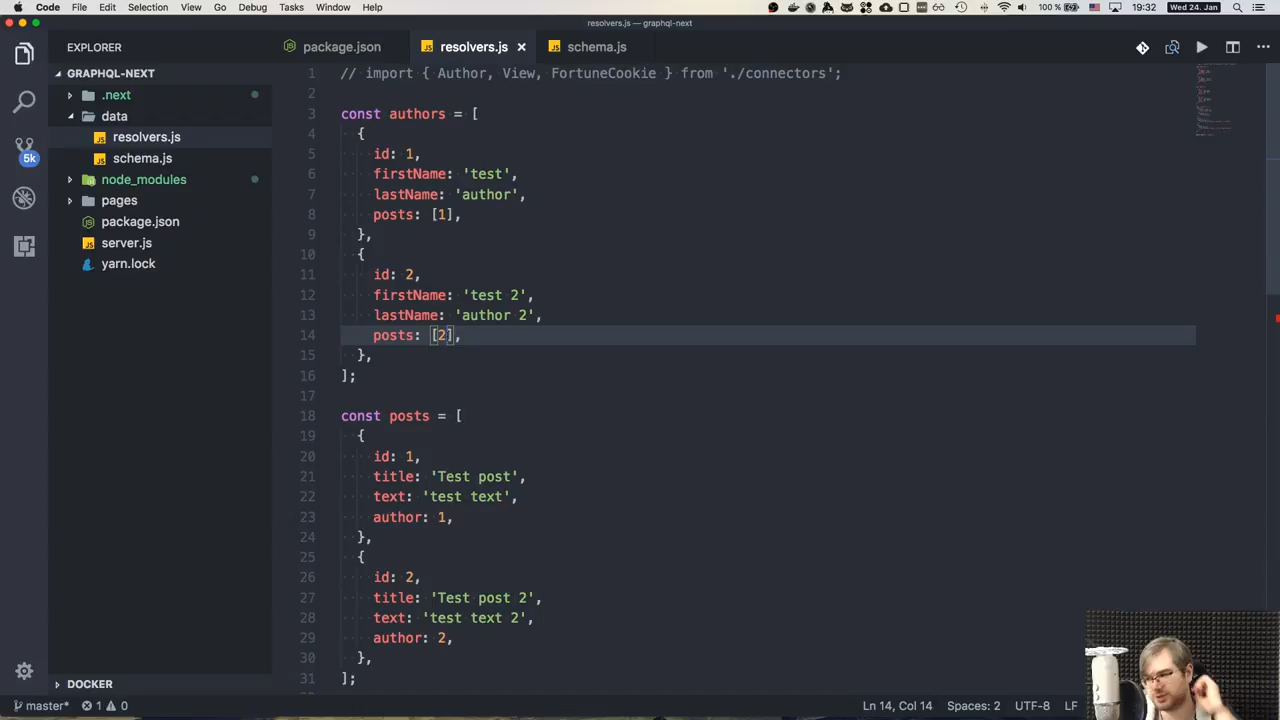 Code File Edit Selection View Go Debug Tasks Window Help 100 % 19:32 Wed 24. Jan
resolvers.js — graphql-next
EXPLORER
GRAPHQL-NEXT
.next
data
JS resolvers.js
JS schema.js
node_modules
pages
package.json
JS server.js
yarn.lock
DOCKER
5k
package.json JS resolvers.js × JS schema.js
1 // import { Author, View, FortuneCookie } from './connectors';
2
3 const authors = [
4 {
5 id: 1,
6 firstName: 'test',
7 lastName: 'author',
8 posts: [1],
9 },
10 {
11 id: 2,
12 firstName: 'test 2',
13 lastName: 'author 2',
14 posts: [2],
15 },
16 ];
17
18 const posts = [
19 {
20 id: 1,
21 title: 'Test post',
22 text: 'test text',
23 author: 1,
24 },
25 {
26 id: 2,
27 title: 'Test post 2',
28 text: 'test text 2',
29 author: 2,
30 },
31 ];
master* 1 0 Ln 14, Col 14 Spaces: 2 UTF-8 LF